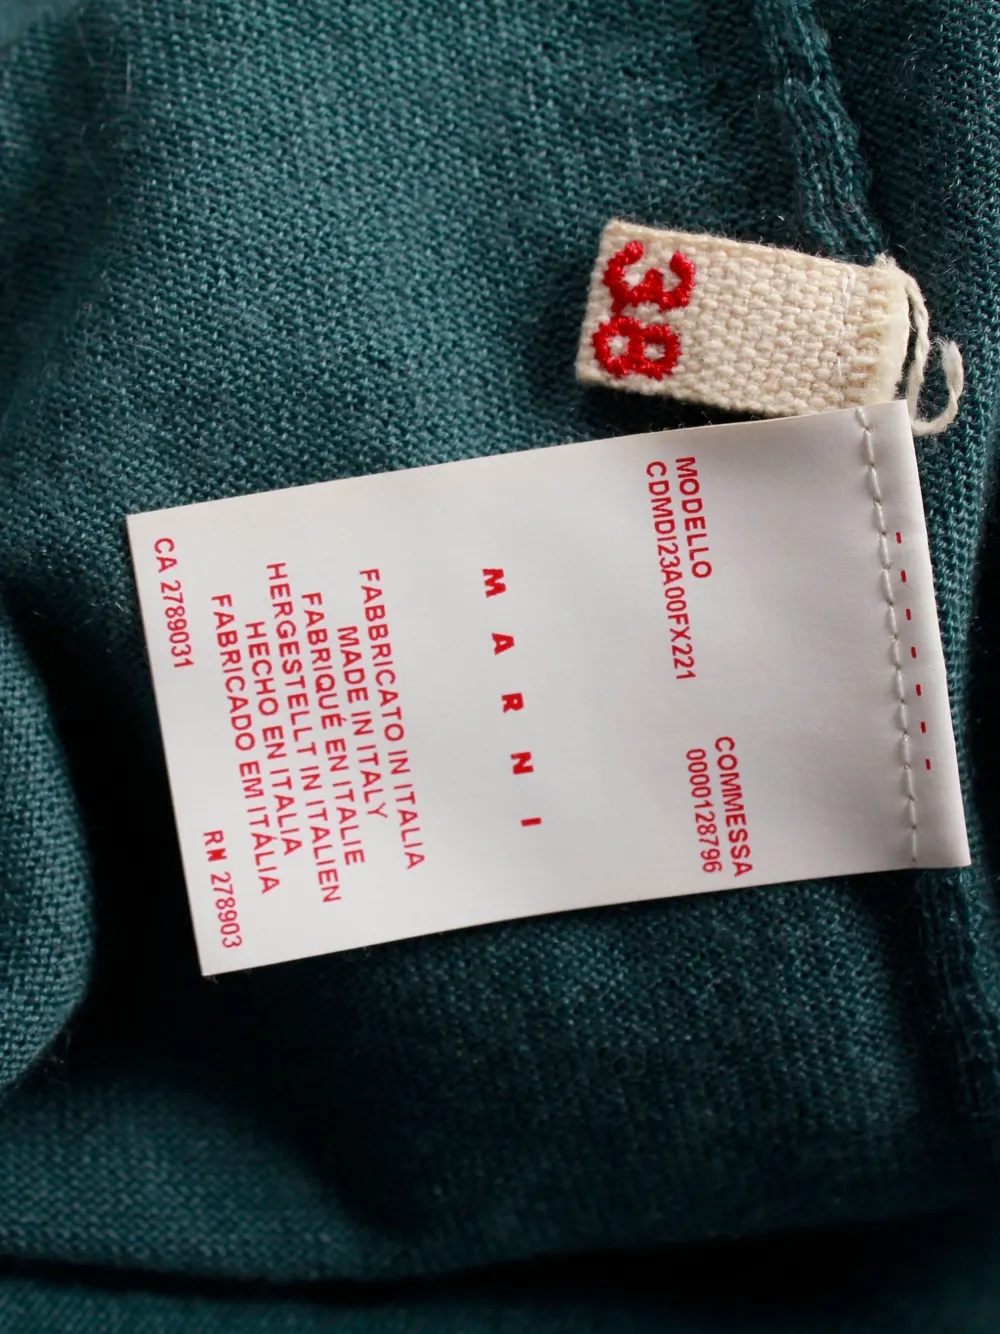 38
MODELLO
CDMDI23A00FX221
COMMESSA
0000128796
MARNI
FABBRICATO IN ITALIA
MADE IN ITALY
FABRIQUÉ EN ITALIE
HERGESTELLT IN ITALIEN
HECHO EN ITALIA
FABRICADO EM ITÁLIA
CA 2789031
RN 278903